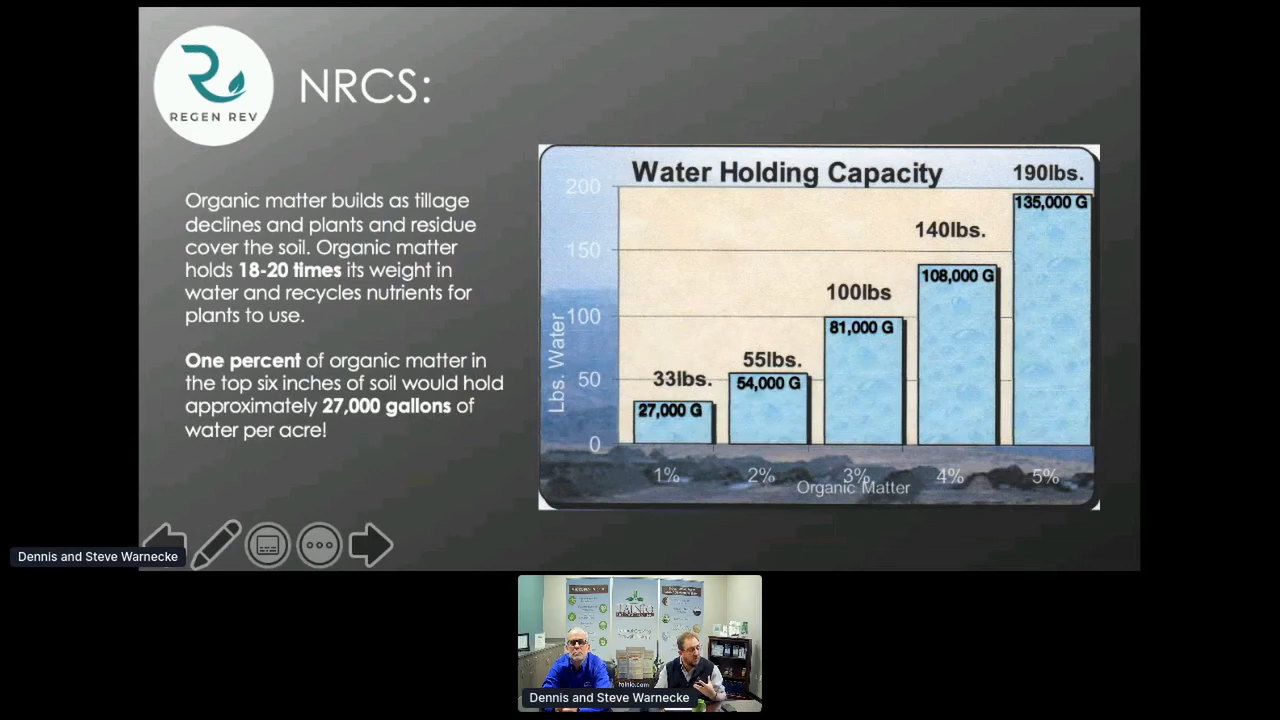 REGEN REV
NRCS:
Organic matter builds as tillage
declines and plants and residue
cover the soil. Organic matter
holds 18-20 times its weight in
water and recycles nutrients for
plants to use.
One percent of organic matter in
the top six inches of soil would hold
approximately 27,000 gallons of
water per acre!
Water Holding Capacity
190lbs.
200
135,000 G
140lbs.
150
108,000 G
100lbs
100
81,000 G
55lbs.
33lbs.
50
54,000 G
27,000 G
0
Lbs. Water
1%
2%
3%
4%
5%
Organic Matter
Dennis and Steve Warnecke
TAINIO
tainio.com
Dennis and Steve Warnecke